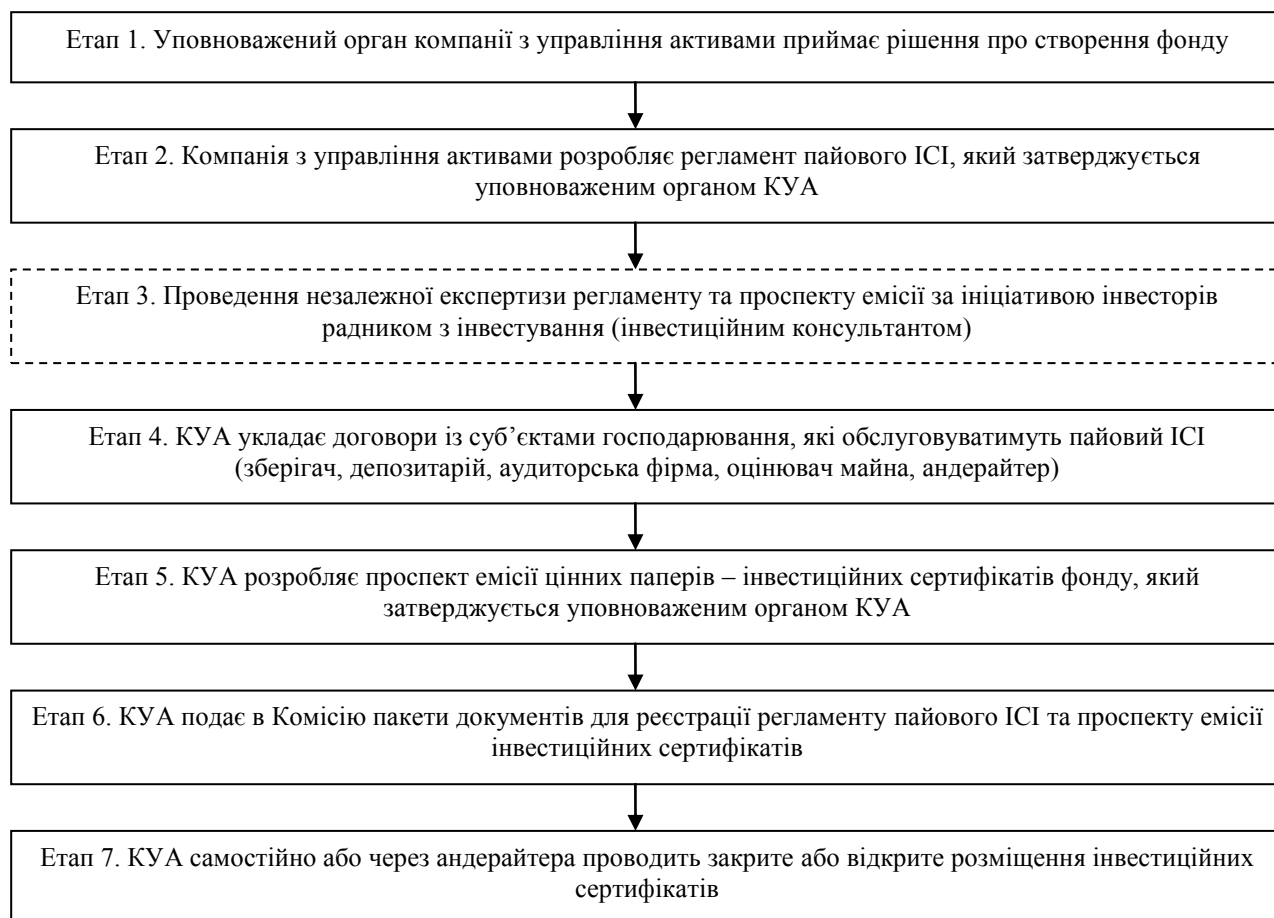 Етап 1. Уповноважений орган компанії з управління активами приймає рішення про створення фонду
Етап 2. Компанія з управління активами розробляє регламент пайового ІСІ, який затверджується
уповноваженим органом КУА
Етап 3. Проведення незалежної експертизи регламенту та проспекту емісії за ініціативою інвесторів
радником з інвестування (інвестиційним консультантом)
Етап 4. КУА укладає договори із суб’єктами господарювання, які обслуговуватимуть пайовий ІСІ
(зберігач, депозитарій, аудиторська фірма, оцінювач майна, андерайтер)
Етап 5. КУА розробляє проспект емісії цінних паперів – інвестиційних сертифікатів фонду, який
затверджується уповноваженим органом КУА
Етап 6. КУА подає в Комісію пакети документів для реєстрації регламенту пайового ІСІ та проспекту емісії
інвестиційних сертифікатів
Етап 7. КУА самостійно або через андерайтера проводить закрите або відкрите розміщення інвестиційних
сертифікатів